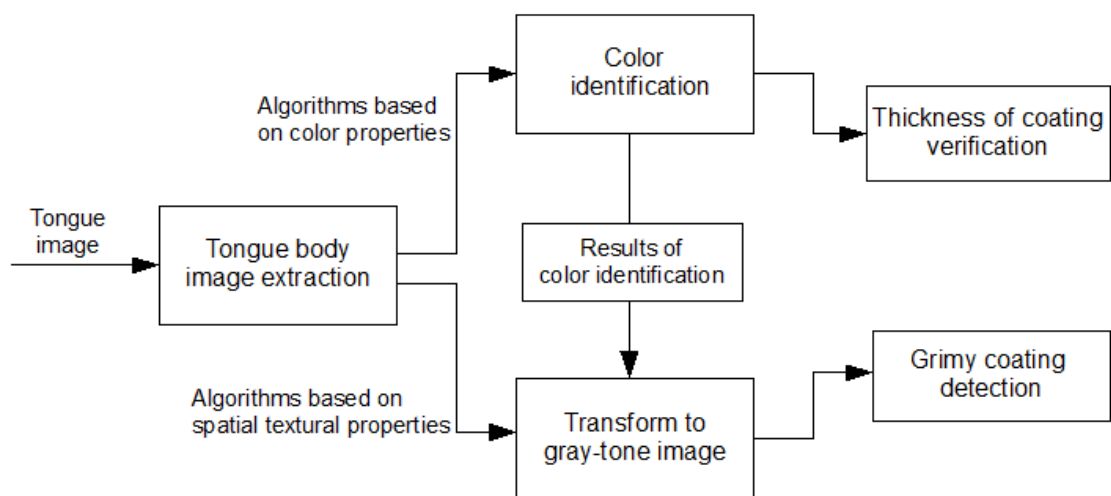 Color
identification
Algorithms based
on color properties
Thickness of coating
verification
Tongue
image
Tongue body
image extraction
Results of
color identification
Grimy coating
detection
Algorithms based on
spatial textural properties
Transform to
gray-tone image